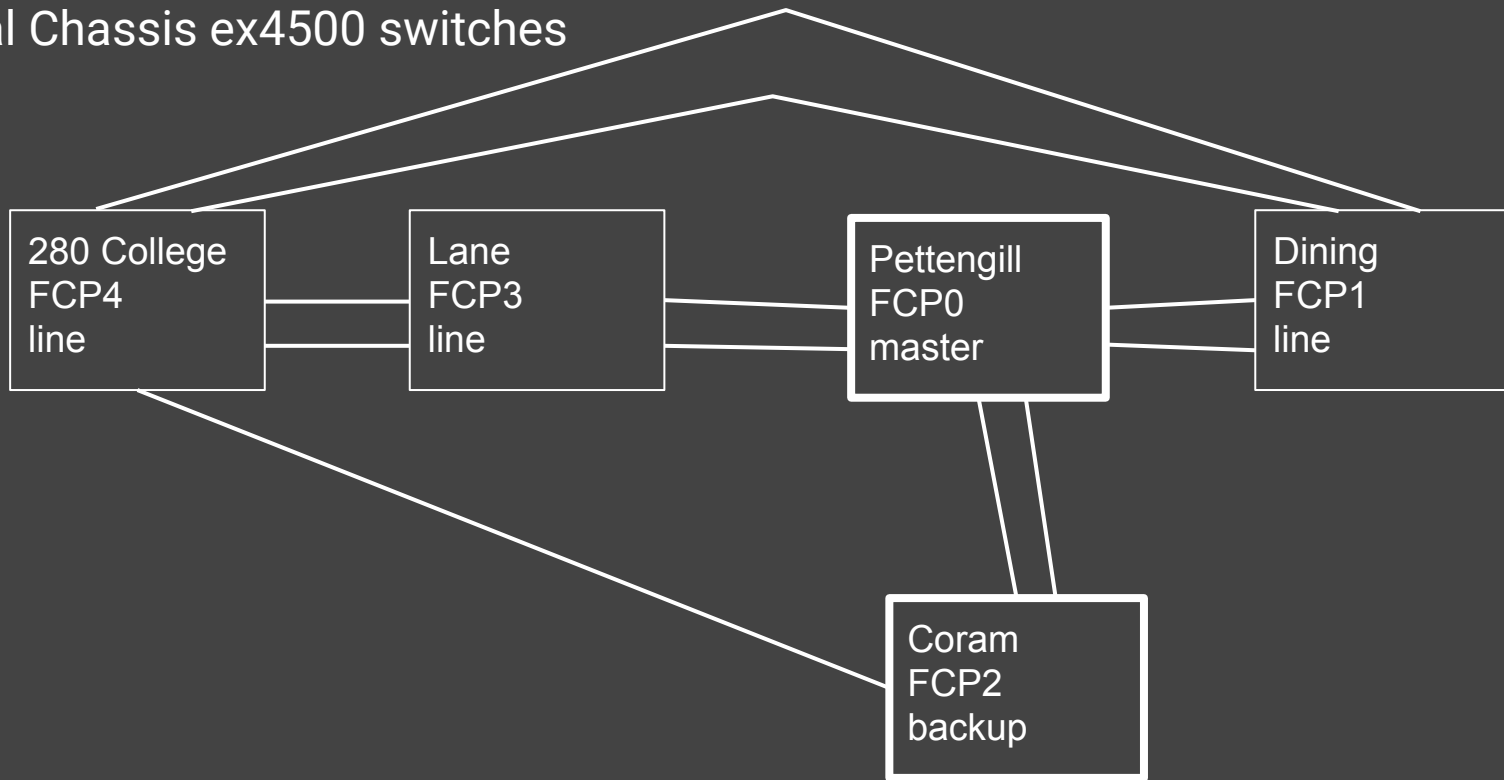 al Chassis ex4500 switches
280 College
FCP4
line
Lane
FCP3
line
Pettengill
FCP0
master
Dining
FCP1
line
Coram
FCP2
backup